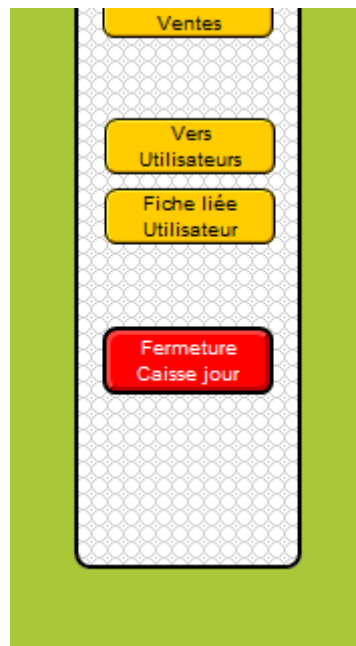 Ventes
Vers
Utilisateurs
Fiche liée
Utilisateur
Fermeture
Caisse jour